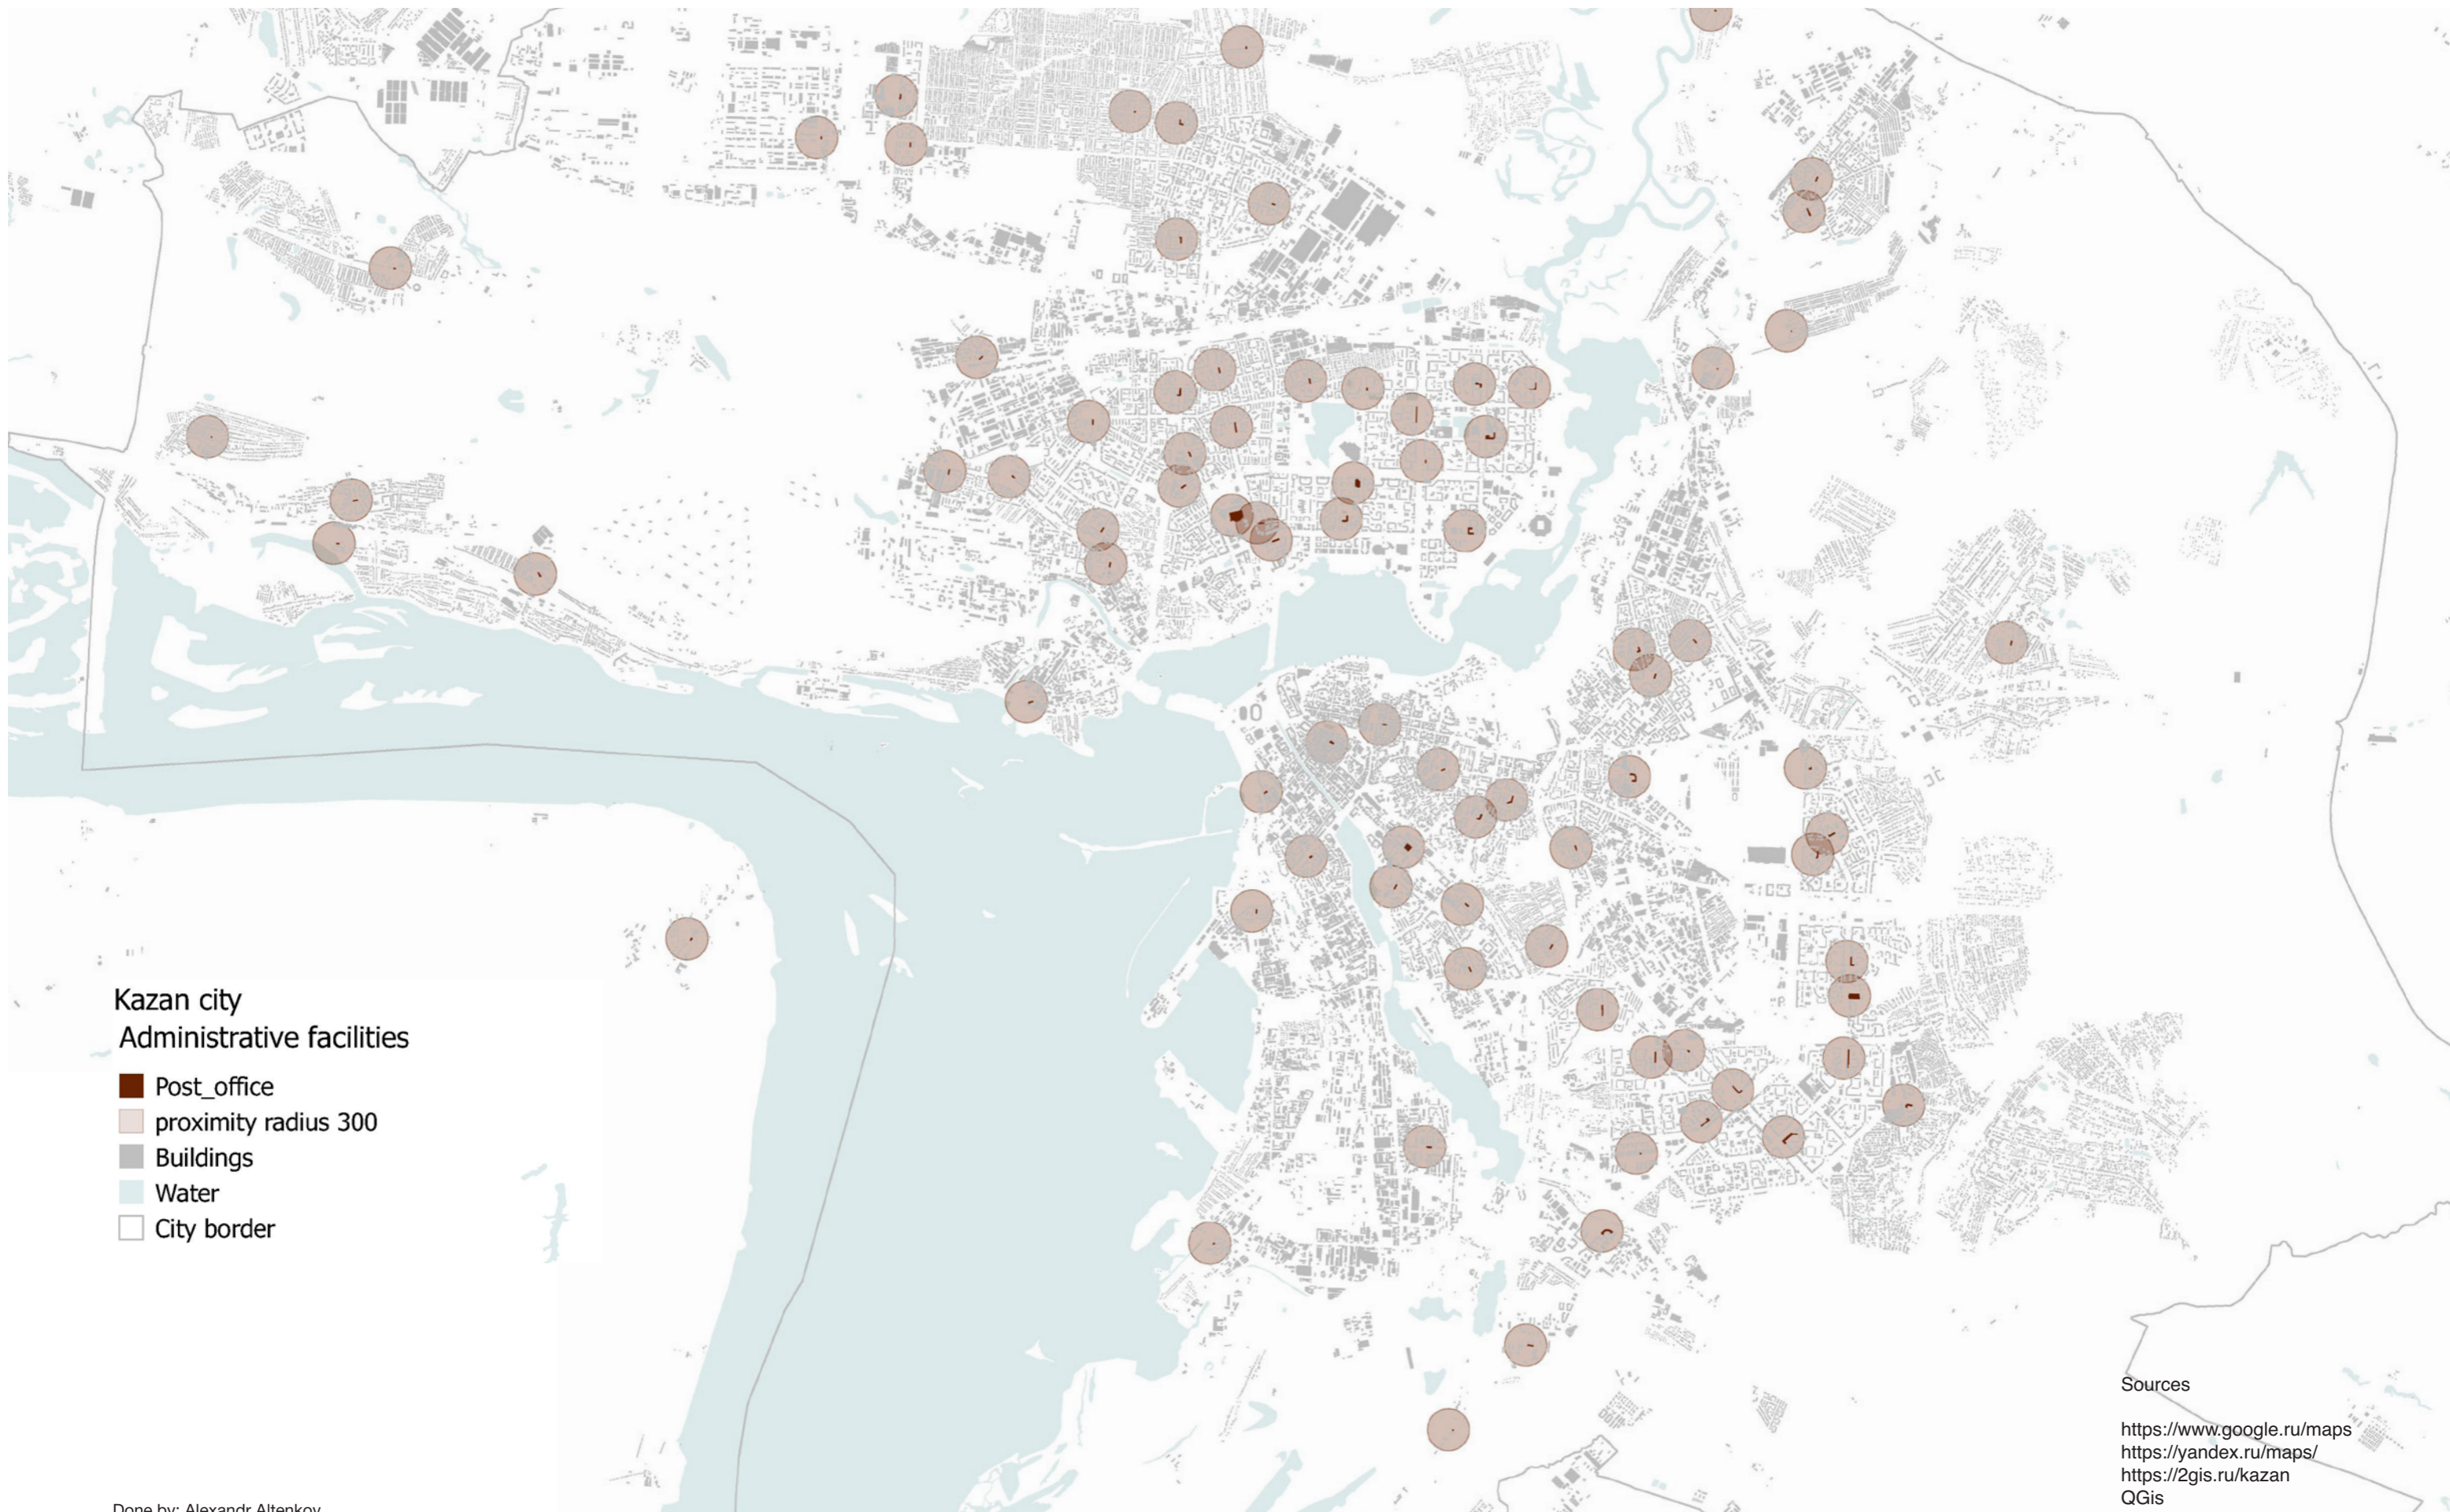 Kazan city
Administrative facilities
Post_office
proximity radius 300
Buildings
Water
City border
Sources
https://www.google.ru/maps
https://yandex.ru/maps/
https://2gis.ru/kazan
QGis
Done by: Alexandr Altenkov